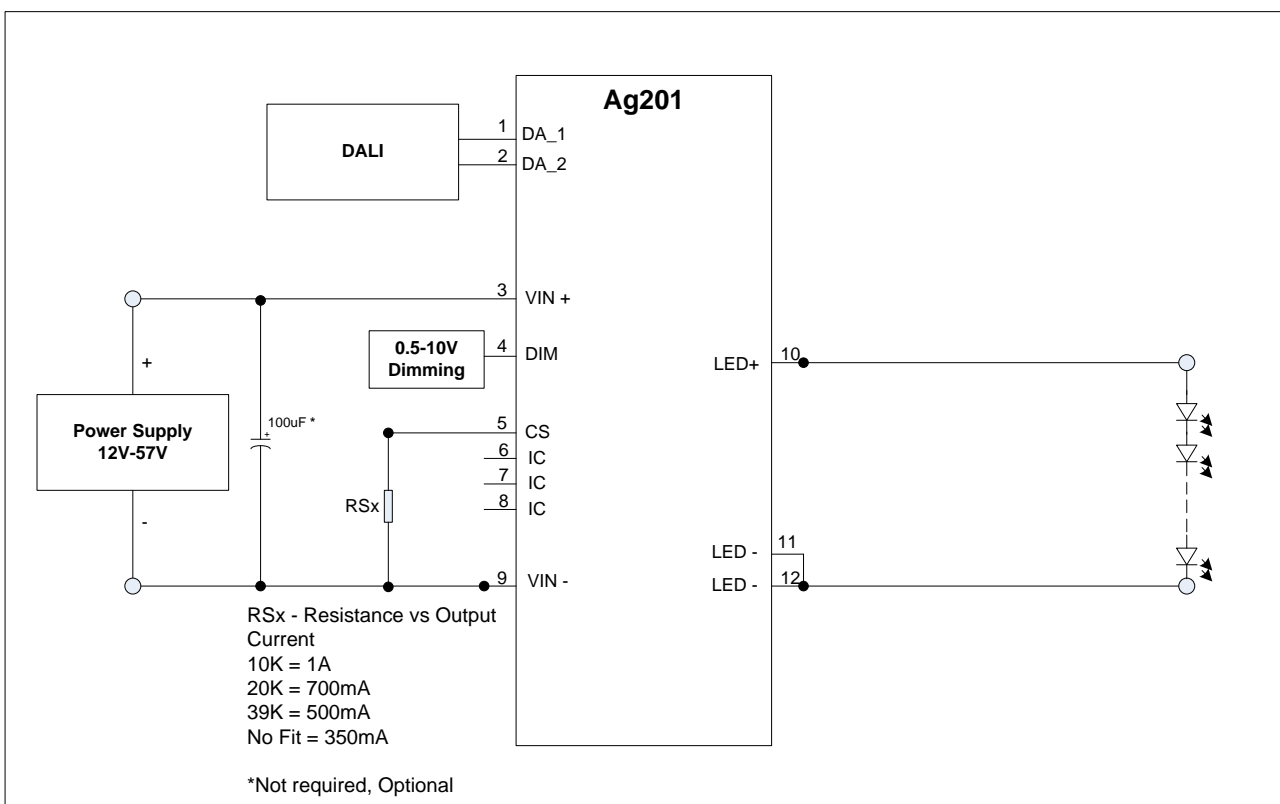 Ag201
DALI
1
DA_1
2
DA_2
3
VIN +
0.5-10V
Dimming
4
DIM
LED+
10
+
Power Supply
12V-57V
-
100uF *
+
5
CS
6
IC
7
IC
8
IC
RSx
LED -
11
LED -
12
9
VIN -
RSx - Resistance vs Output
Current
10K = 1A
20K = 700mA
39K = 500mA
No Fit = 350mA
*Not required, Optional